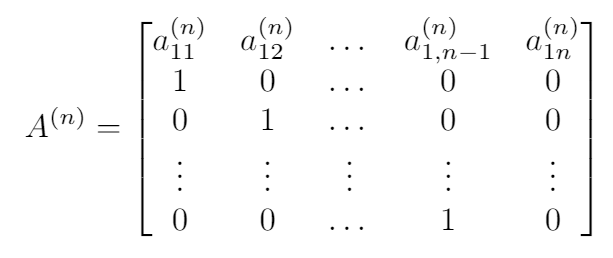 A^{(n)} = \begin{bmatrix} a_{11}^{(n)} & a_{12}^{(n)} & \dots & a_{1,n-1}^{(n)} & a_{1n}^{(n)} \\
1 & 0 & \dots & 0 & 0 \\
0 & 1 & \dots & 0 & 0 \\
\vdots & \vdots & \vdots & \vdots & \vdots \\
0 & 0 & \dots & 1 & 0 \end{bmatrix}